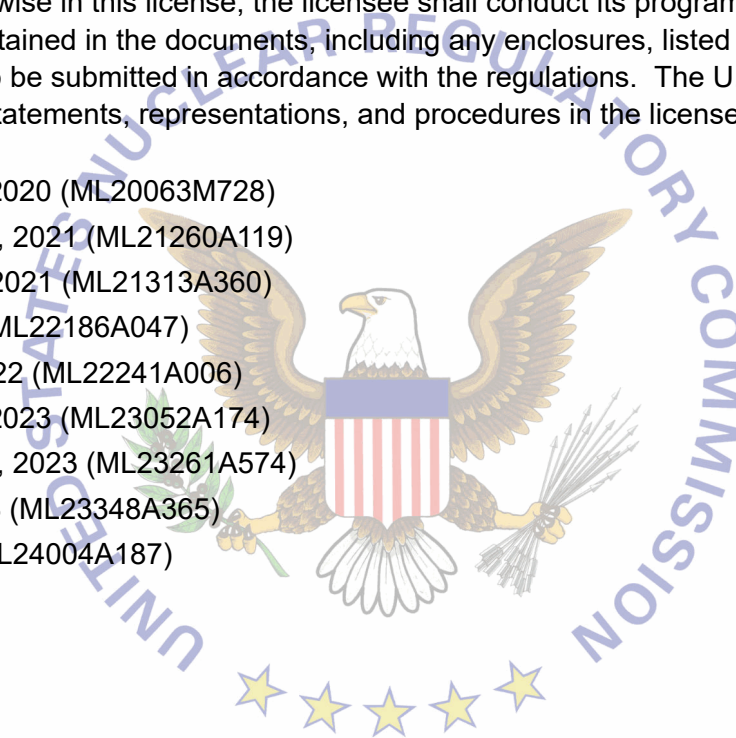 wise in this license, the licensee shall conduct its program
tained in the documents, including any enclosures, listed
o be submitted in accordance with the regulations. The U
tatements, representations, and procedures in the license
2020 (ML20063M728)
, 2021 (ML21260A119)
2021 (ML21313A360)
ML22186A047)
22 (ML22241A006)
2023 (ML23052A174)
, 2023 (ML23261A574)
(ML23348A365)
L24004A187)
UNITED STATES NUCLEAR REGULATORY COMMISSION